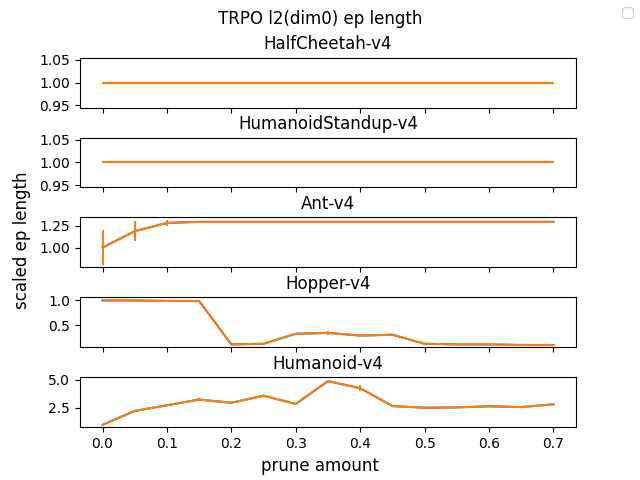 TRPO l2(dim0) ep length
HalfCheetah-v4
1.05
1.00
0.95
HumanoidStandup-v4
1.05
1.00
0.95
Ant-v4
1.25
1.00
Hopper-v4
1.0
0.5
Humanoid-v4
5.0
2.5
0.0 0.1 0.2 0.3 0.4 0.5 0.6 0.7
prune amount
scaled ep length